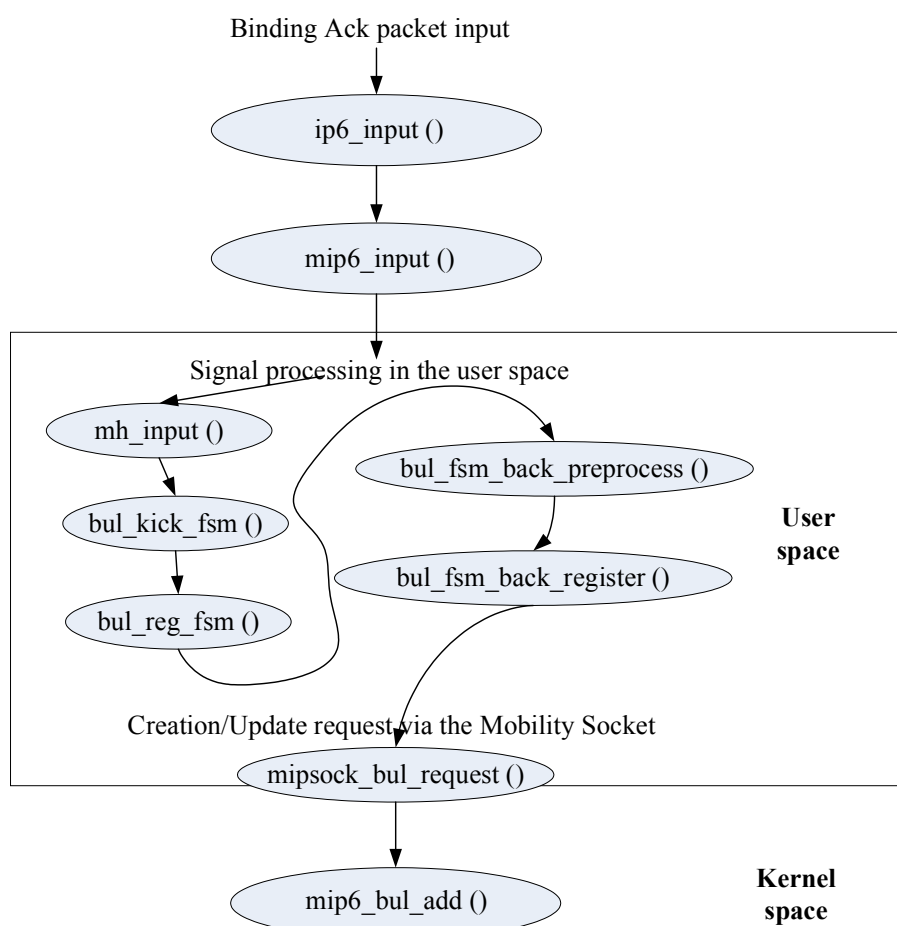 Binding Ack packet input
ip6_input ()
mip6_input ()
Signal processing in the user space
mh_input ()
bul_kick_fsm ()
bul_reg_fsm ()
bul_fsm_back_preprocess ()
bul_fsm_back_register ()
User
space
Creation/Update request via the Mobility Socket
mipsock_bul_request ()
mip6_bul_add ()
Kernel
space